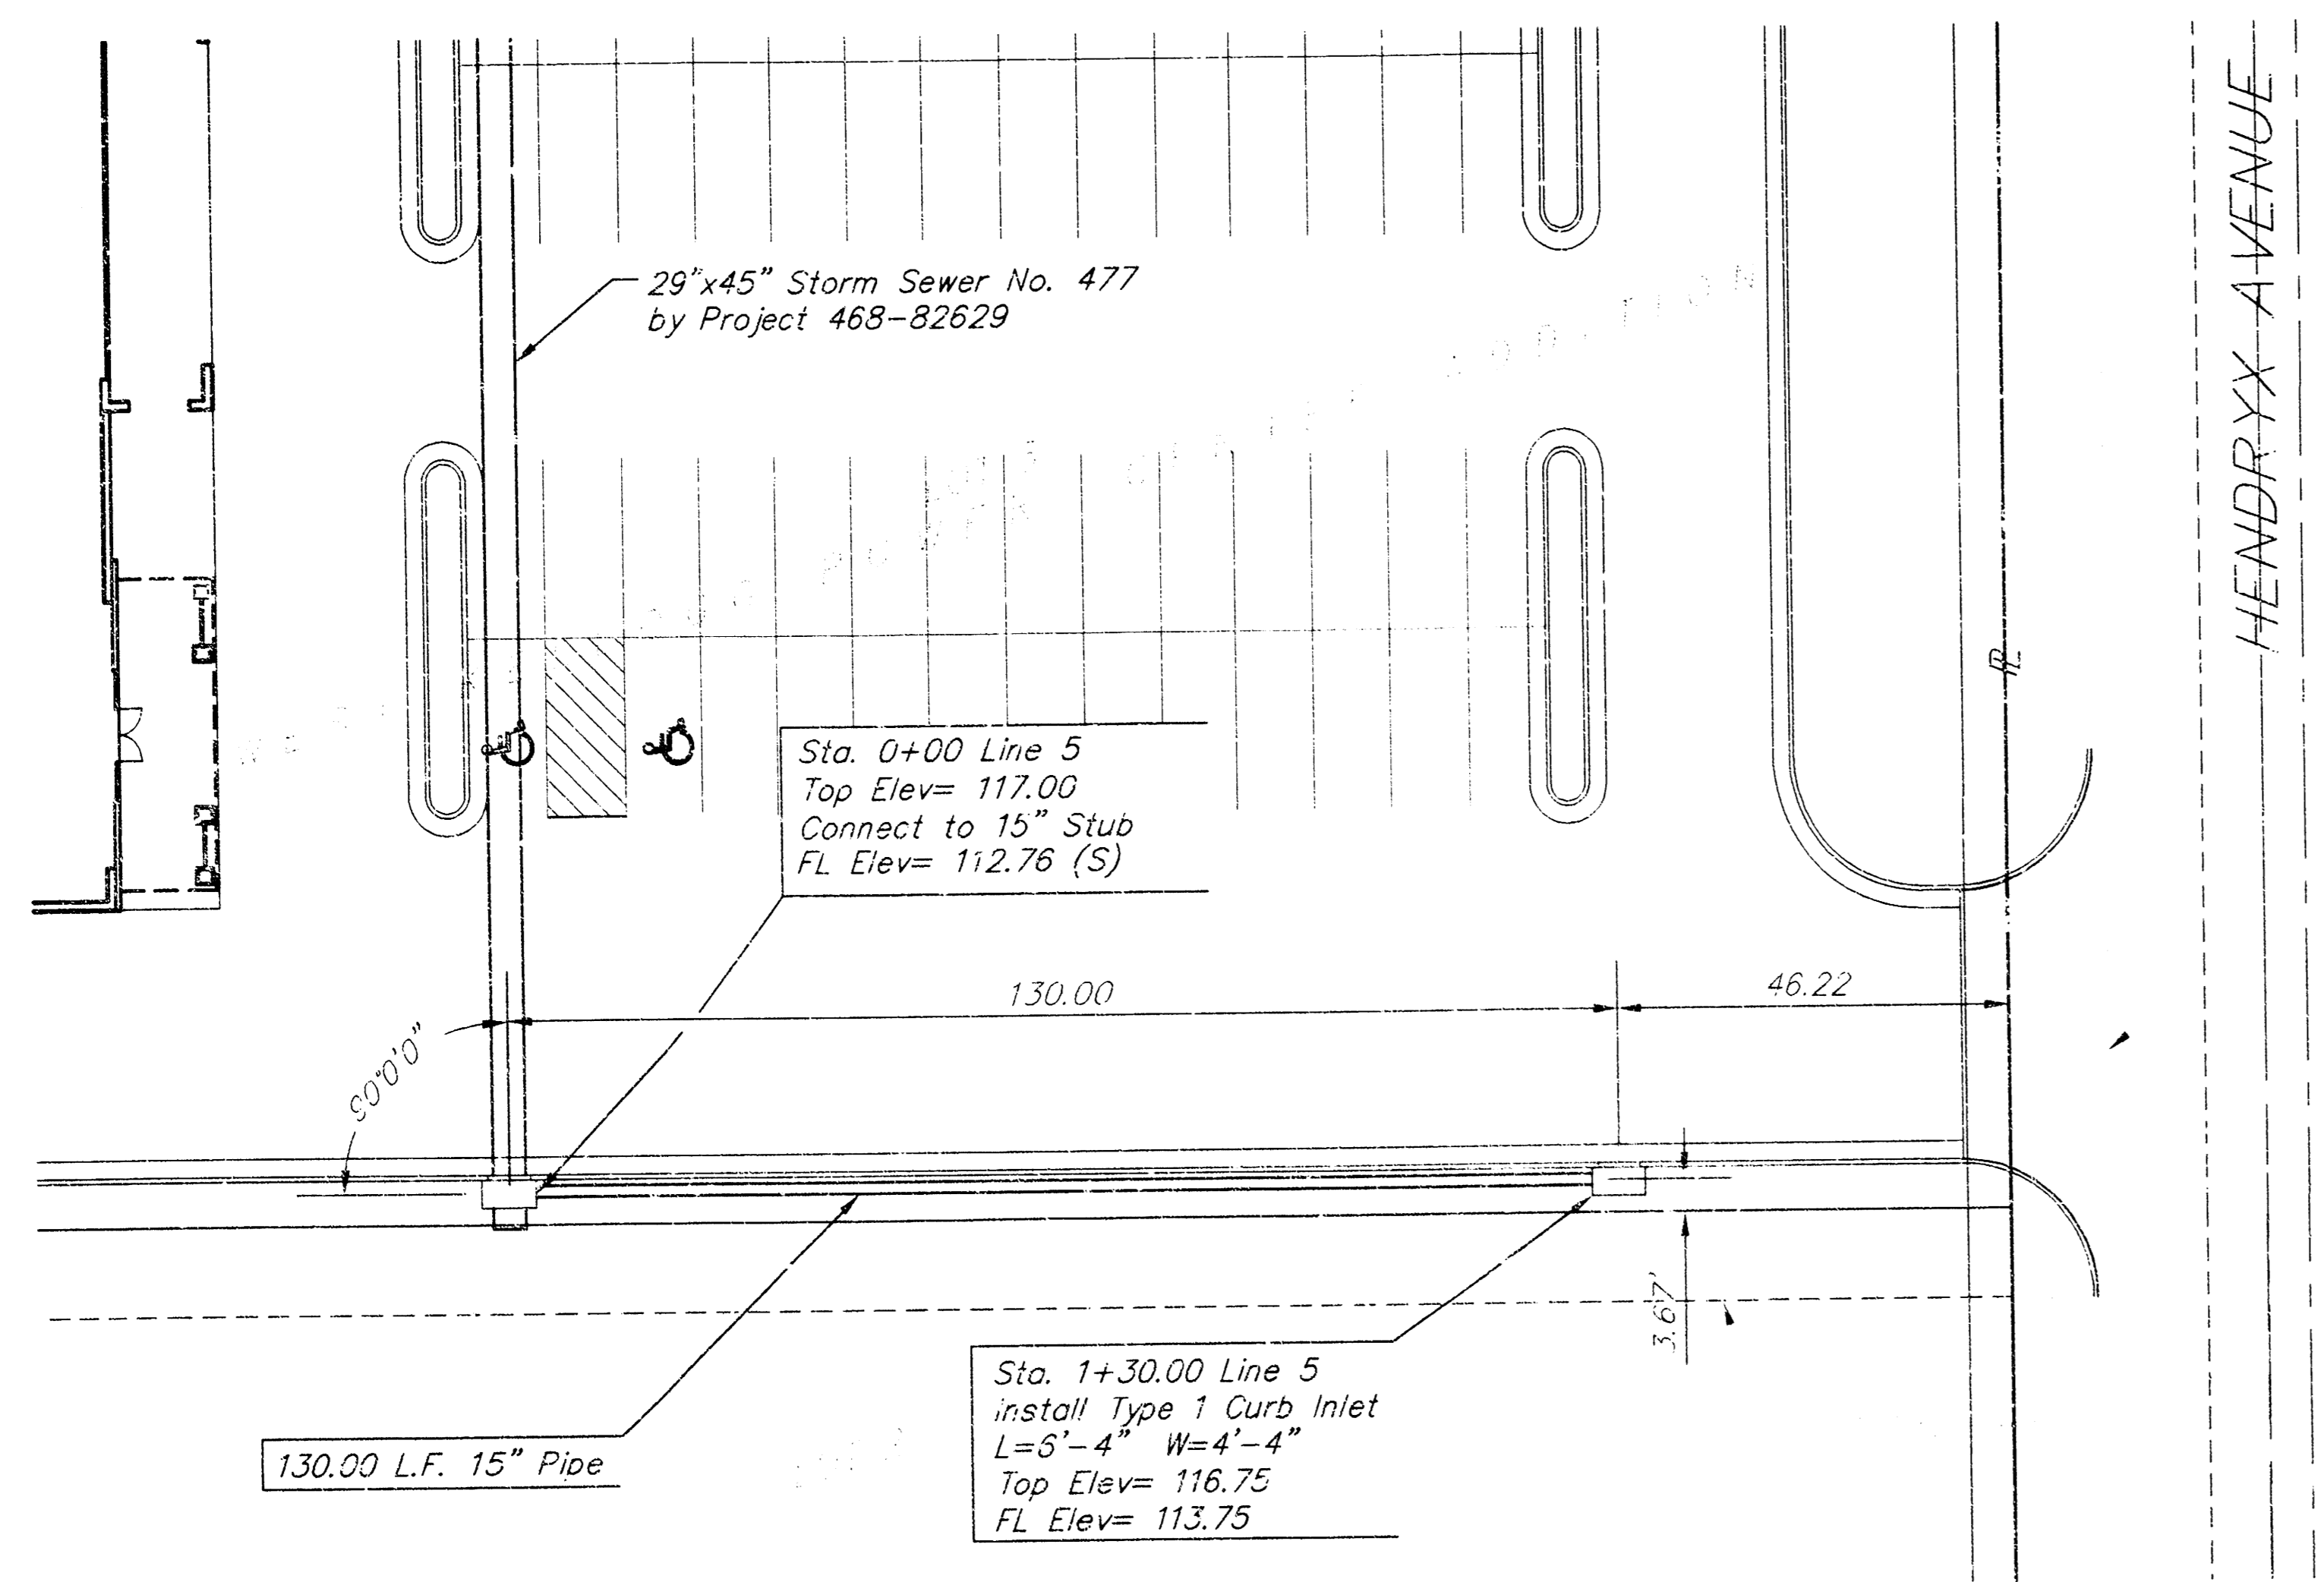 HENDRYX AVENUE
29"x45" Storm Sewer No. 477
by Project 468-82629
PL
Sta. 0+00 Line 5
Top Elev= 117.00
Connect to 15" Stub
FL Elev= 112.76 (S)
130.00
46.22
90°0'0"
3.67'
Sta. 1+30.00 Line 5
install Type 1 Curb Inlet
L=6'-4" W=4'-4"
Top Elev= 116.75
FL Elev= 113.75
130.00 L.F. 15" Pipe